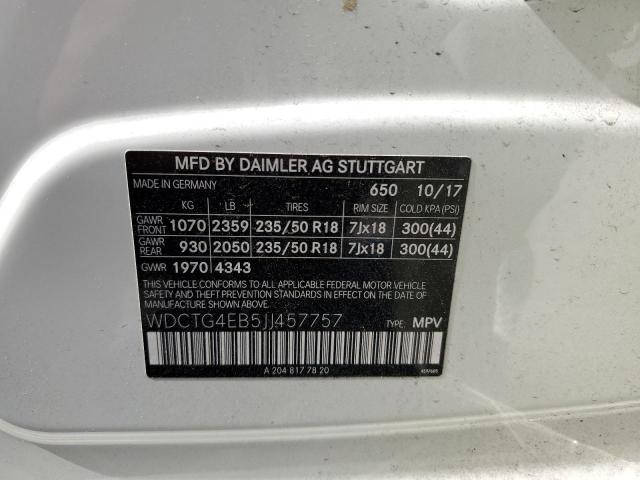 MFD BY DAIMLER AG STUTTGART
MADE IN GERMANY 650 10/17
KG LB TIRES RIM SIZE COLD KPA (PSI)
GAWR FRONT 1070 2359 235/50 R18 7Jx18 300(44)
GAWR REAR 930 2050 235/50 R18 7Jx18 300(44)
GVWR 1970 4343
THIS VEHICLE CONFORMS TO ALL APPLICABLE FEDERAL MOTOR VEHICLE
SAFETY, BUMPER, AND THEFT PREVENTION STANDARDS IN EFFECT ON
THE DATE OF MANUFACTURE SHOWN ABOVE.
WDCTG4EB5JJ457757 TYPE: MPV
A 204 817 78 20